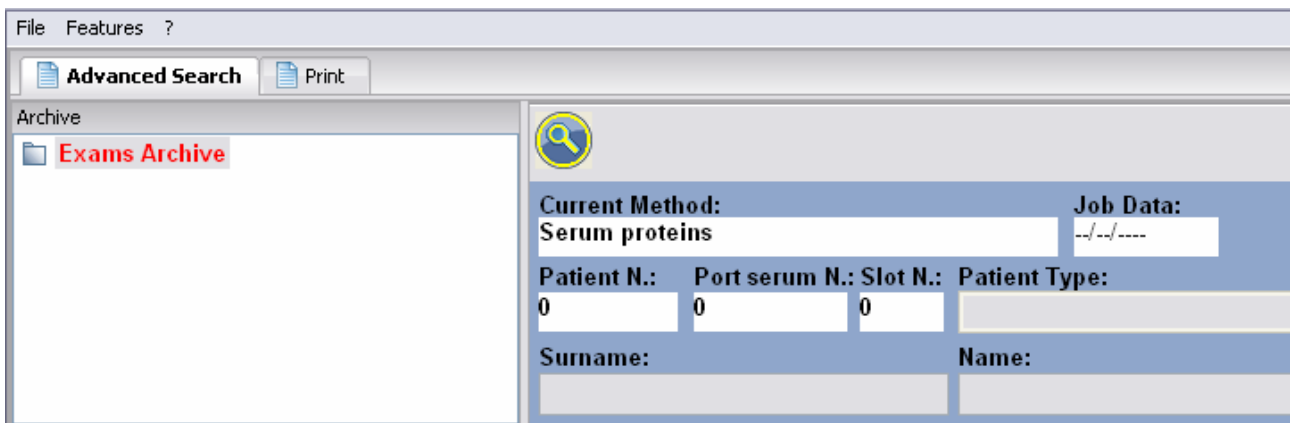 File Features ?
Advanced Search Print
Archive
Exams Archive
Current Method: Job Data:
Serum proteins --/--/----
Patient N.: Port serum N.: Slot N.: Patient Type:
0 0 0
Surname: Name: